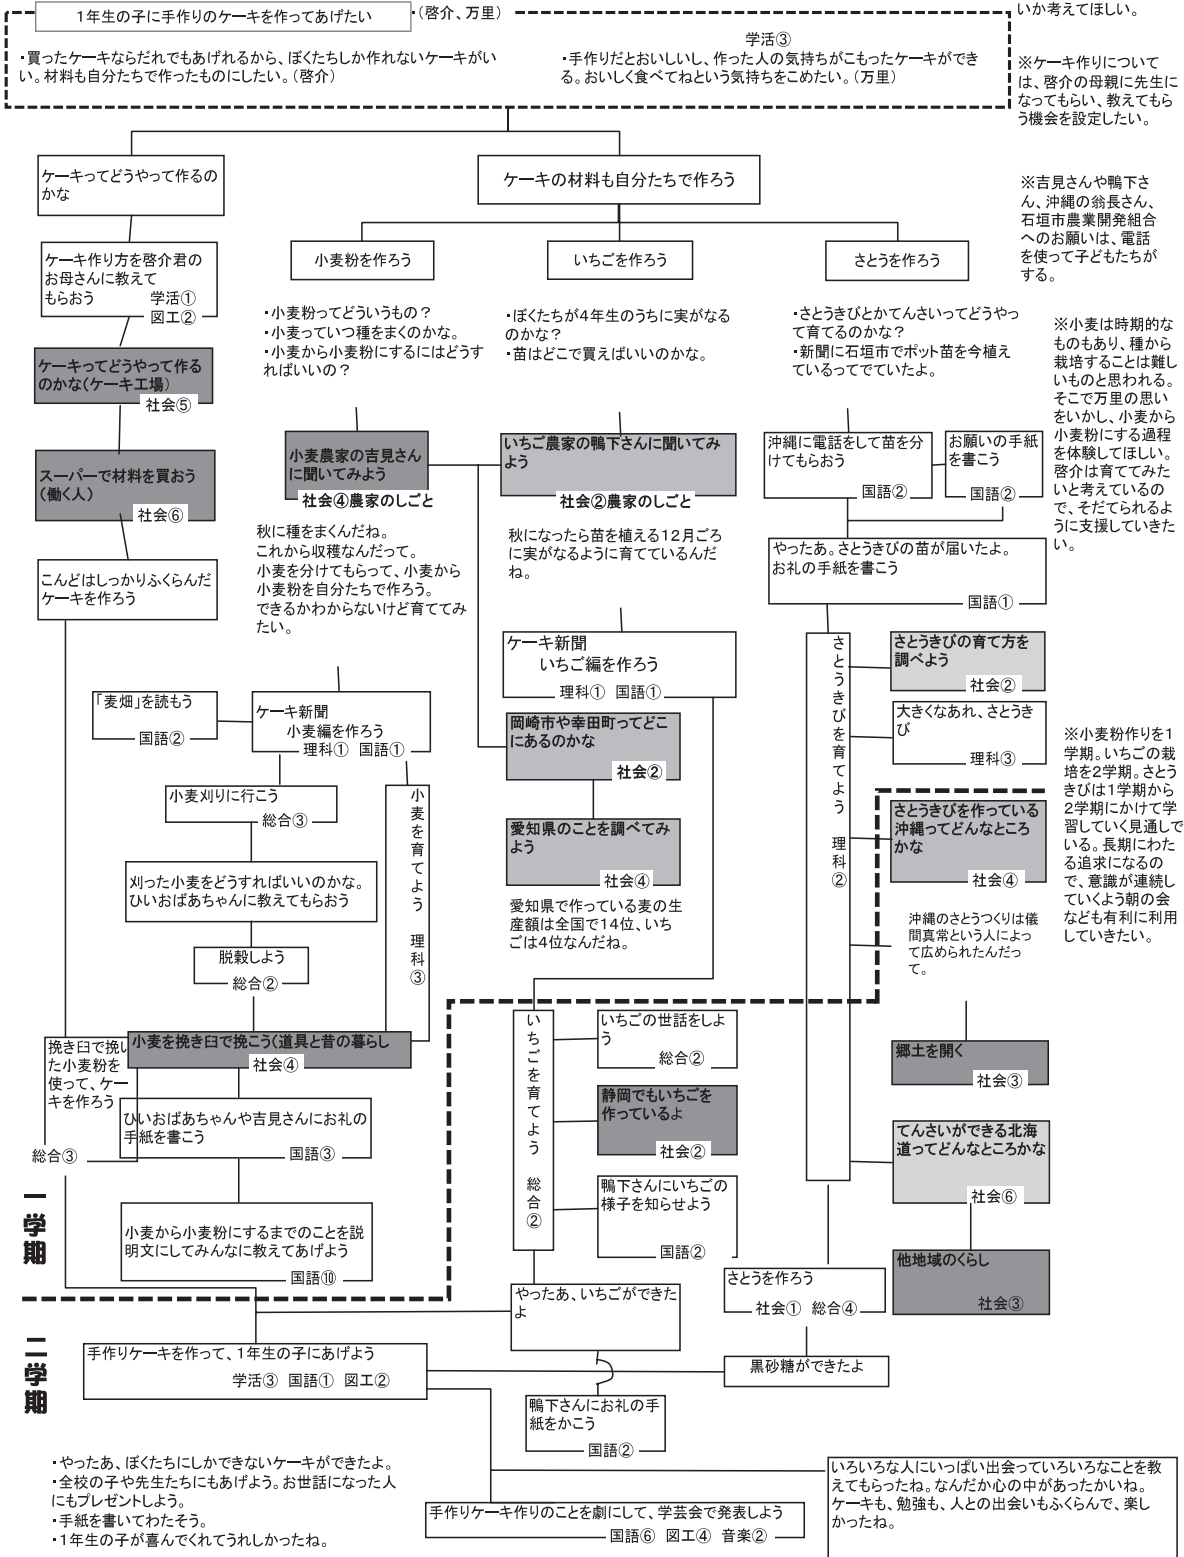 １年生の子に手作りのケーキを作ってあげたい
（啓介、万里）
・買ったケーキならだれでもあげれるから、ぼくたちしか作れないケーキがい
い。材料も自分たちで作ったものにしたい。（啓介）
学活③
・手作りだとおいしいし、作った人の気持ちがこもったケーキができ
る。おいしく食べてねという気持ちをこめたい。（万里）
いか考えてほしい。
※ケーキ作りについて
は、啓介の母親に先生に
なってもらい、教えてもら
う機会を設定したい。
ケーキってどうやって作るの
かな
ケーキの材料も自分たちで作ろう
※吉見さんや鴨下さ
ん、沖縄の翁長さん、
石垣市農業開発組合
へのお願いは、電話
を使って子どもたちが
する。
ケーキ作り方を啓介君の
お母さんに教えて
もらおう
学活①
図工②
小麦粉を作ろう
いちごを作ろう
さとうを作ろう
・小麦粉ってどういうもの？
・小麦っていつ種をまくのかな。
・小麦から小麦粉にするにはどうす
ればいいの？
・ぼくたちが４年生のうちに実がなる
のかな？
・苗はどこで買えばいいのかな。
・さとうきびとかてんさいってどうやっ
て育てるのかな？
・新聞に石垣市でポット苗を今植え
ているってでていたよ。
※小麦は時期的な
ものもあり、種から
栽培することは難し
いものと思われる。
そこで万里の思い
をいかし、小麦から
小麦粉にする過程
を体験してほしい。
啓介は育ててみた
いと考えているの
で、そだてられるよ
うに支援していきた
い。
ケーキってどうやって作る
のかな（ケーキ工場）
社会⑤
スーパーで材料を買おう
（働く人）
社会⑥
こんどはしっかりふくらんだ
ケーキを作ろう
小麦農家の吉見さん
に聞いてみよう
社会④農家のしごと
いちご農家の鴨下さんに聞いてみ
よう
社会②農家のしごと
沖縄に電話をして苗を分
けてもらおう
国語②
お願いの手紙
を書こう
国語②
秋に種をまくんだね。
これから収穫なんだって。
小麦を分けてもらって、小麦から
小麦粉を自分たちで作ろう。
できるかわからないけど育ててみ
たい。
秋になったら苗を植える１２月ごろ
に実がなるように育てているんだ
ね。
やったあ。さとうきびの苗が届いたよ。
お礼の手紙を書こう
国語①
「麦畑」を読もう
国語②
ケーキ新聞
小麦編を作ろう
理科①　国語①
ケーキ新聞
いちご編を作ろう
理科①　国語①
さとうきびを育てよう　理科②
さとうきびの育て方を
調べよう
社会②
大きくなあれ、さとうき
び
理科③
岡崎市や幸田町ってどこ
にあるのかな
社会②
愛知県のことを調べてみ
よう
社会④
愛知県で作っている麦の生
産額は全国で１４位、いち
ごは４位なんだね。
さとうきびを作っている
沖縄ってどんなところ
かな
社会④
※小麦粉作りを１
学期。いちごの栽
培を２学期。さとう
きびは１学期から
２学期にかけて学
習していく見通しで
いる。長期にわた
る追求になるの
で、意識が連続し
ていくよう朝の会
なども有利に利用
していきたい。
小麦刈りに行こう
総合③
小麦を育てよう　理科③
刈った小麦をどうすればいいのかな。
ひいおばあちゃんに教えてもらおう
脱穀しよう
総合②
沖縄のさとうつくりは儀
間真常という人によっ
て広められたんだっ
て。
小麦を挽き臼で挽こう（道具と昔の暮らし
社会④
挽き臼で挽い
た小麦粉を
使って、ケー
キを作ろう
総合③
ひいおばあちゃんや吉見さんにお礼の
手紙を書こう
国語③
小麦から小麦粉にするまでのことを説
明文にしてみんなに教えてあげよう
国語⑩
いちごを育てよう　総合②
いちごの世話をしよ
う
総合②
静岡でもいちごを
作っているよ
社会②
鴨下さんにいちごの
様子を知らせよう
国語②
郷土を開く
社会③
てんさいができる北海
道ってどんなところかな
社会⑥
他地域のくらし
社会③
一学期
やったあ、いちごができた
よ
さとうを作ろう
社会①　総合④
二学期
手作りケーキを作って、１年生の子にあげよう
学活③　国語①　図工②
黒砂糖ができたよ
鴨下さんにお礼の手
紙をかこう
国語②
・やったあ、ぼくたちにしかできないケーキができたよ。
・全校の子や先生たちにもあげよう。お世話になった人
にもプレゼントしよう。
・手紙を書いてわたそう。
・１年生の子が喜んでくれてうれしかったね。
手作りケーキ作りのことを劇にして、学芸会で発表しよう
国語⑥　図工④　音楽②
いろいろな人にいっぱい出会っていろいろなことを教
えてもらったね。なんだか心の中があったかいね。
ケーキも、勉強も、人との出会いもふくらんで、楽し
かったね。